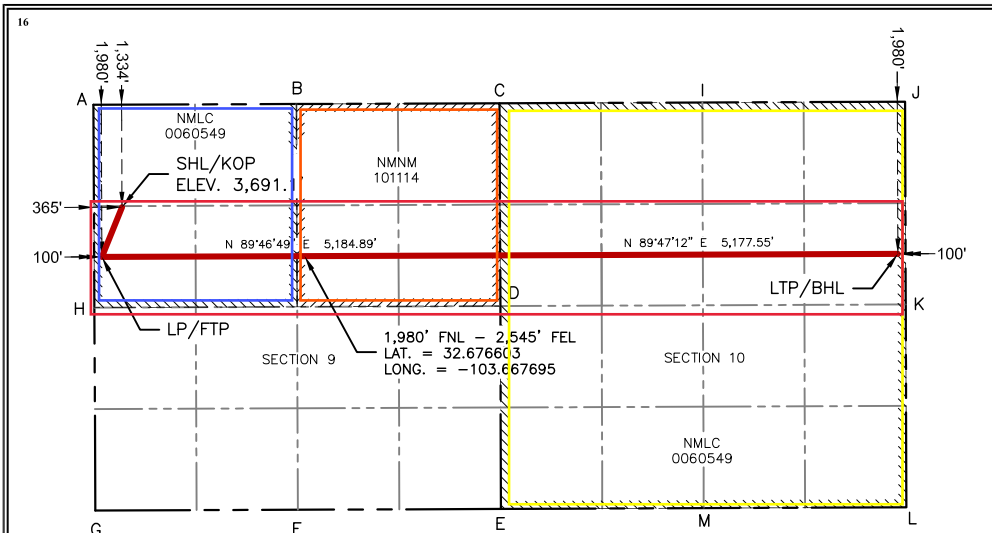 16
1,980'
1,334'
1,980'
A
B
C
I
J
NMLC
0060549
NMNM
101114
SHL/KOP
ELEV. 3,691.1
365'
N 89°46'49" E 5,184.89'
N 89°47'12" E 5,177.55'
100'
100'
H
D
K
LP/FTP
LTP/BHL
1,980' FNL – 2,545' FEL
LAT. = 32.676603
LONG. = -103.667695
SECTION 9
SECTION 10
NMLC
0060549
G
F
E
M
L